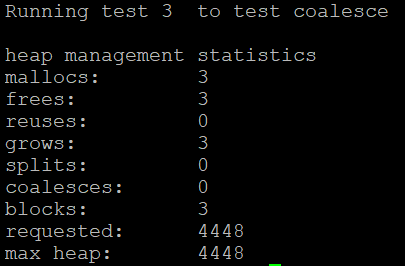 Running test 3  to test coalesce
heap management statistics
mallocs:        3
frees:          3
reuses:         0
grows:          3
splits:         0
coalesces:      0
blocks:         3
requested:      4448
max heap:       4448